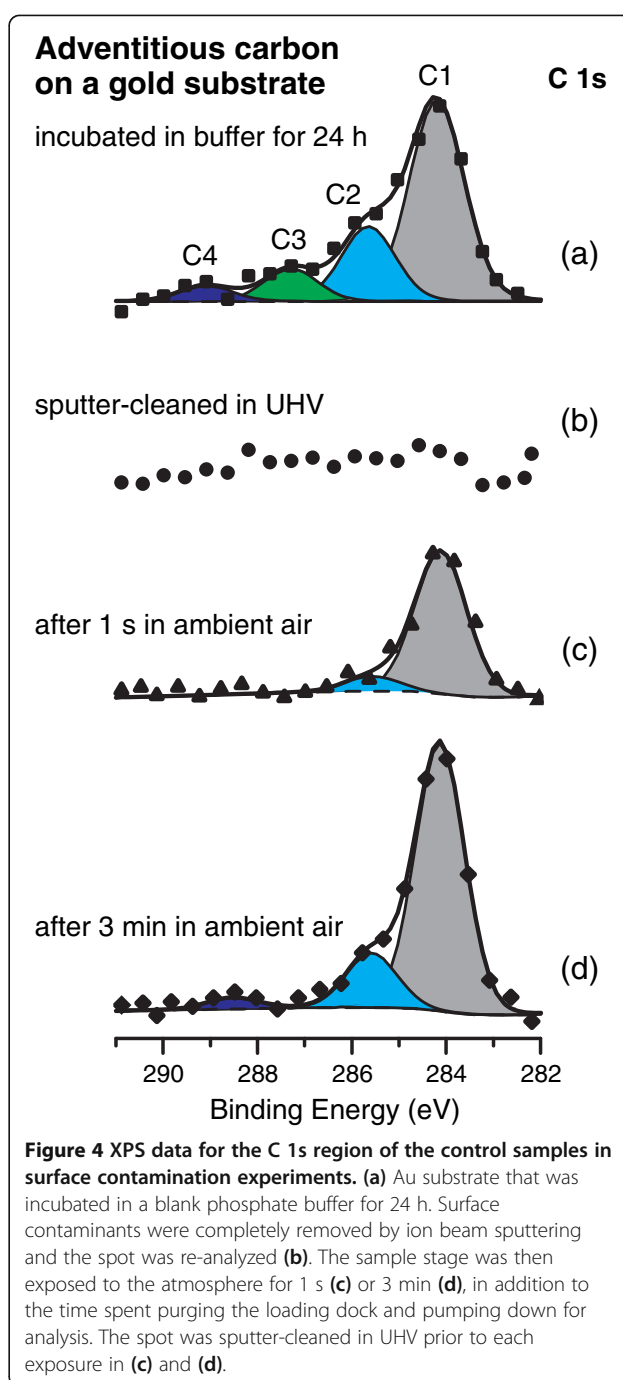 Adventitious carbon
on a gold substrate
C 1s
incubated in buffer for 24 h
C1
C2
C3
C4
(a)
sputter-cleaned in UHV
(b)
after 1 s in ambient air
(c)
after 3 min in ambient air
(d)
290 288 286 284 282
Binding Energy (eV)
Figure 4 XPS data for the C 1s region of the control samples in
surface contamination experiments. (a) Au substrate that was
incubated in a blank phosphate buffer for 24 h. Surface
contaminants were completely removed by ion beam sputtering
and the spot was re-analyzed (b). The sample stage was then
exposed to the atmosphere for 1 s (c) or 3 min (d), in addition to
the time spent purging the loading dock and pumping down for
analysis. The spot was sputter-cleaned in UHV prior to each
exposure in (c) and (d).